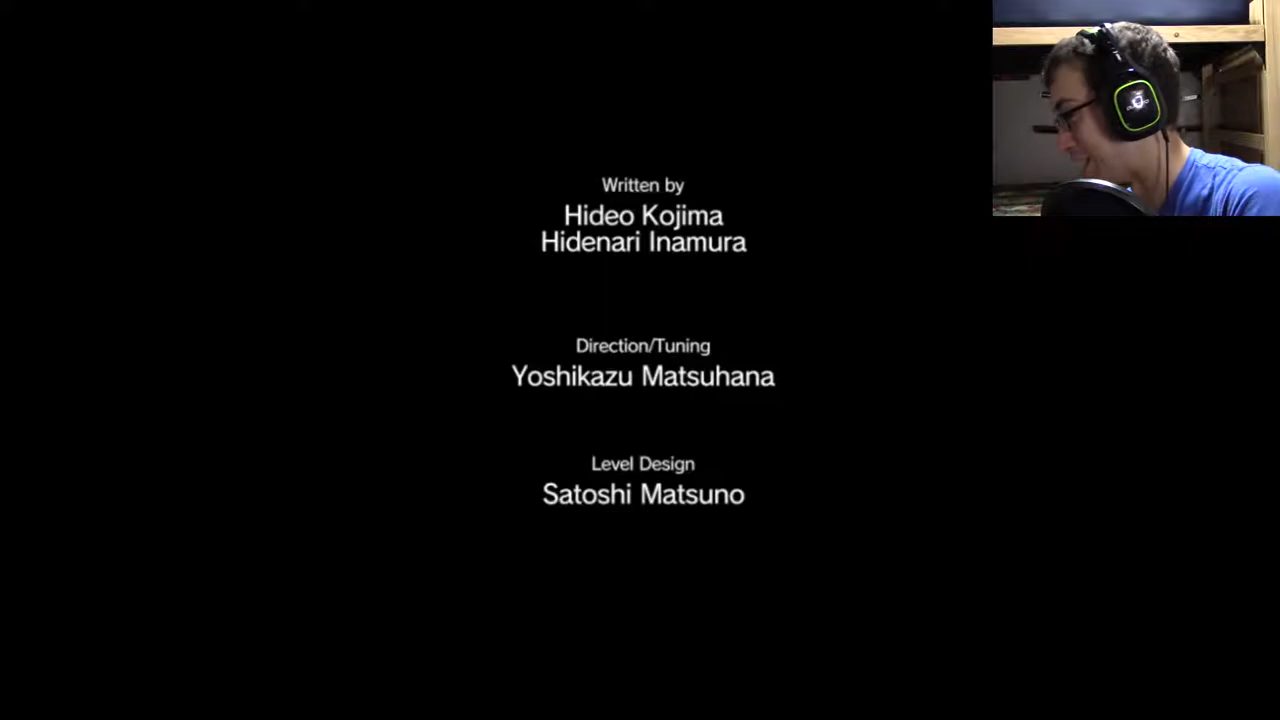 Written by
Hideo Kojima
Hidenari Inamura
Direction/Tuning
Yoshikazu Matsuhana
Level Design
Satoshi Matsuno